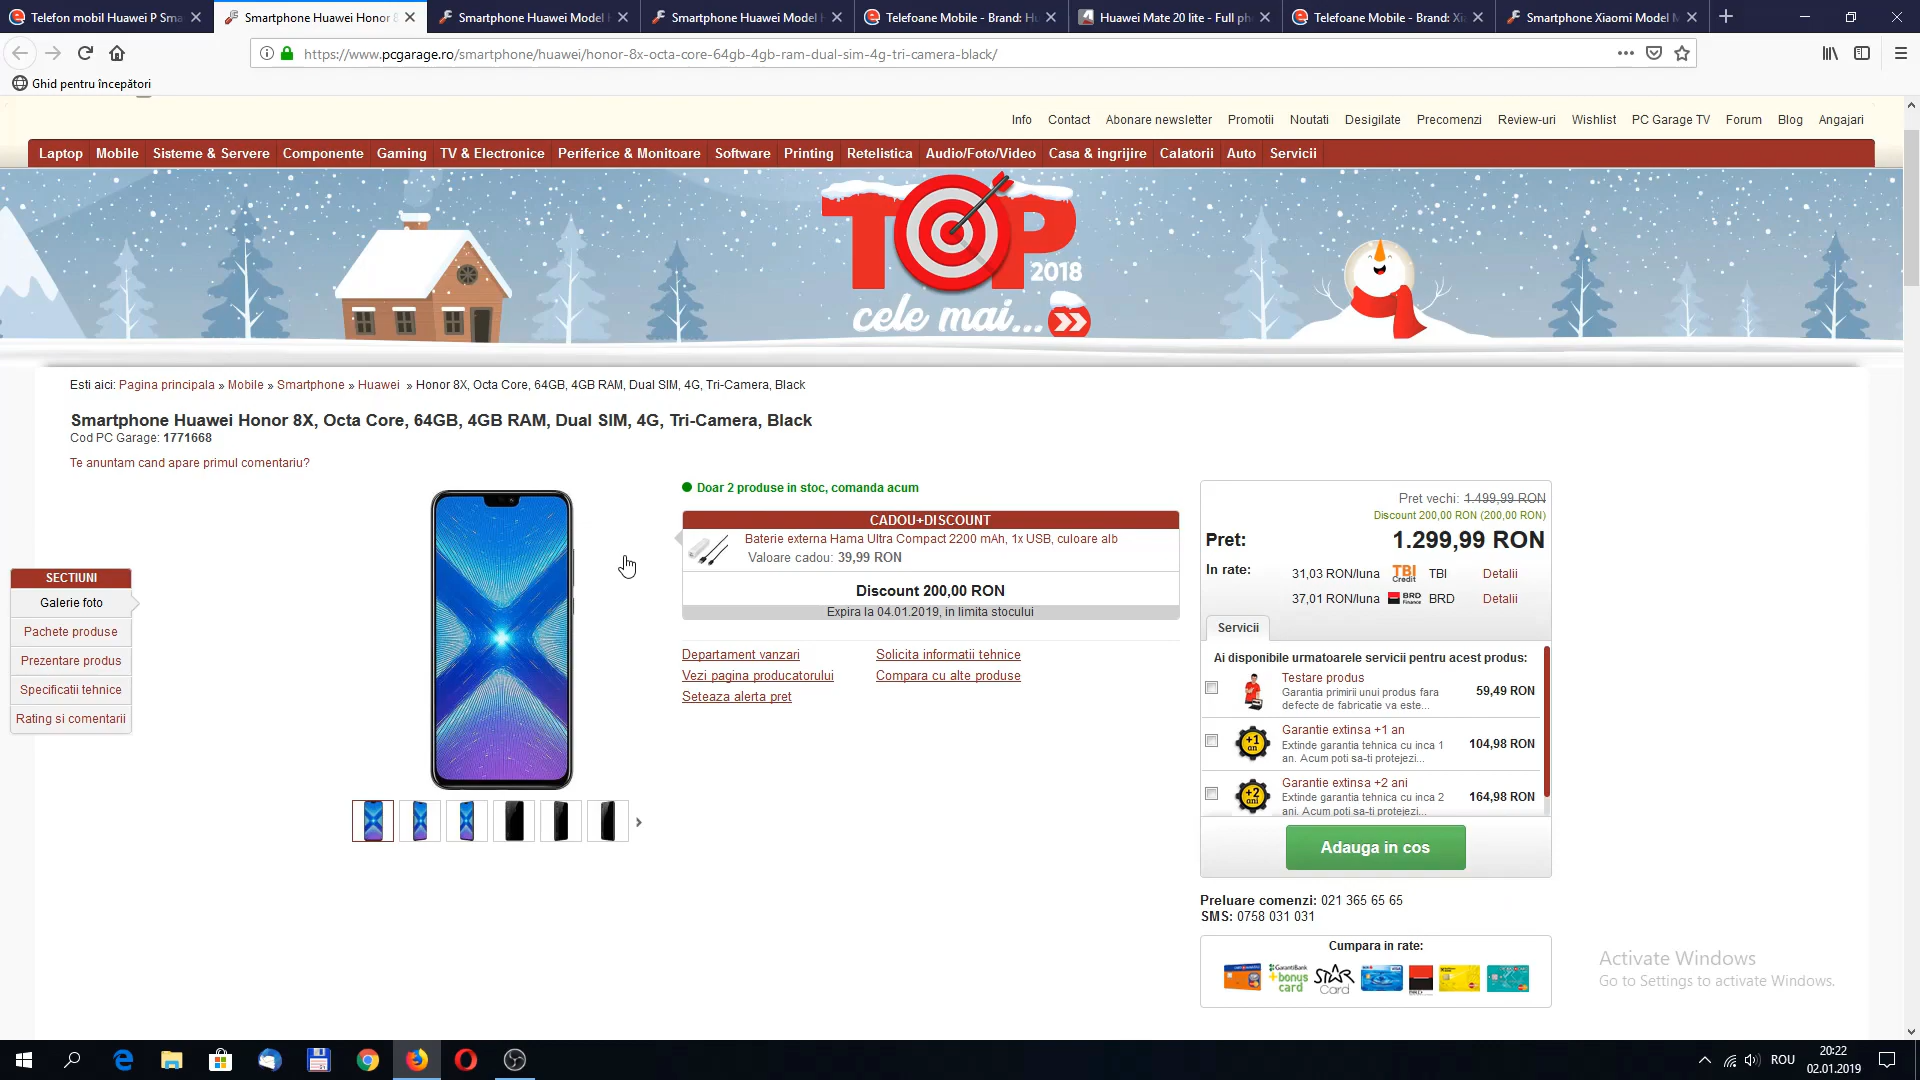 Telefon mobil Huawei P Sma
Smartphone Huawei Honor 8
Smartphone Huawei Model
Smartphone Huawei Model
Telefoane Mobile - Brand: Hu
Huawei Mate 20 lite - Full ph
Telefoane Mobile - Brand: Xi
Smartphone Xiaomi Model M
https://www.pcgarage.ro/smartphone/huawei/honor-8x-octa-core-64gb-4gb-ram-dual-sim-4g-tri-camera-black/
Ghid pentru începători
Info Contact Abonare newsletter Promotii Noutati Desigilate Precomenzi Review-uri Wishlist PC Garage TV Forum Blog Angajari
Laptop Mobile Sisteme & Servere Componente Gaming TV & Electronice Periferice & Monitoare Software Printing Retelistica Audio/Foto/Video Casa & ingrijire Calatorii Auto Servicii
TOP
2018
cele mai...
Esti aici: Pagina principala » Mobile » Smartphone » Huawei » Honor 8X, Octa Core, 64GB, 4GB RAM, Dual SIM, 4G, Tri-Camera, Black
Smartphone Huawei Honor 8X, Octa Core, 64GB, 4GB RAM, Dual SIM, 4G, Tri-Camera, Black
Cod PC Garage: 1771668
Te anuntam cand apare primul comentariu?
SECTIUNI
Galerie foto
Pachete produse
Prezentare produs
Specificatii tehnice
Rating si comentarii
Doar 2 produse in stoc, comanda acum
CADOU+DISCOUNT
Baterie externa Hama Ultra Compact 2200 mAh, 1x USB, culoare alb
Valoare cadou: 39,99 RON
Discount 200,00 RON
Expira la 04.01.2019, in limita stocului
Departament vanzari
Solicita informatii tehnice
Vezi pagina producatorului
Compara cu alte produse
Seteaza alerta pret
Pret vechi: 1.499,99 RON
Discount 200,00 RON (200,00 RON)
Pret: 1.299,99 RON
In rate: 31,03 RON/luna TBI Credit TBI Detalii
37,01 RON/luna BRD Finance BRD Detalii
Servicii
Ai disponibile urmatoarele servicii pentru acest produs:
Testare produs
Garantia primirii unui produs fara
defecte de fabricatie va este...
59,49 RON
+1 an
Garantie extinsa +1 an
Extinde garantia tehnica cu inca 1
an. Acum poti sa-ti protejezi...
104,98 RON
+2 ani
Garantie extinsa +2 ani
Extinde garantia tehnica cu inca 2
ani. Acum poti sa-ti protejezi...
164,98 RON
Adauga in cos
Preluare comenzi: 021 365 65 65
SMS: 0758 031 031
Cumpara in rate:
GarantiBank
+bonus
card
STAR
Card
Activate Windows
Go to Settings to activate Windows.
ROU
20:22
02.01.2019